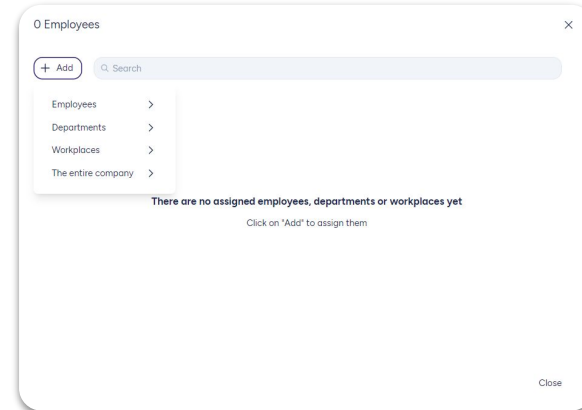 0 Employees
+ Add
Search
Employees
Departments
Workplaces
The entire company
There are no assigned employees, departments or workplaces yet
Click on "Add" to assign them
Close